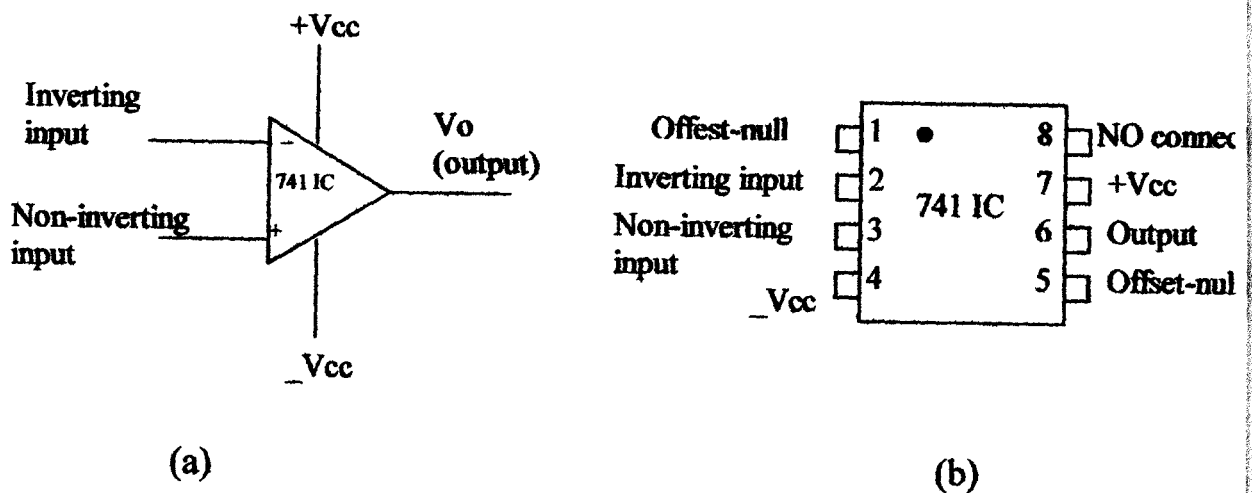 +Vcc
Inverting
input
Vo
(output)
−
741 IC
Non-inverting
input
+
_Vcc
(a)
Offest-null
1
8
NO connec
Inverting input
2
7
+Vcc
741 IC
Non-inverting
input
3
6
Output
_Vcc
4
5
Offset-nul
(b)